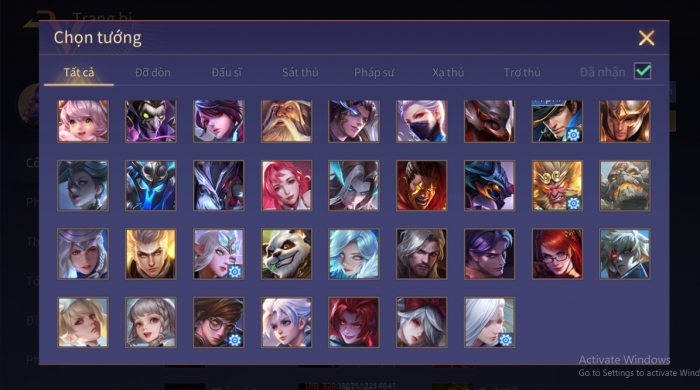 Trang bị
Chọn tướng
Tất cả
Đỡ đòn
Đấu sĩ
Sát thủ
Pháp sư
Xạ thủ
Trợ thủ
Đã nhận
Activate Windows
Go to Settings to activate Wind